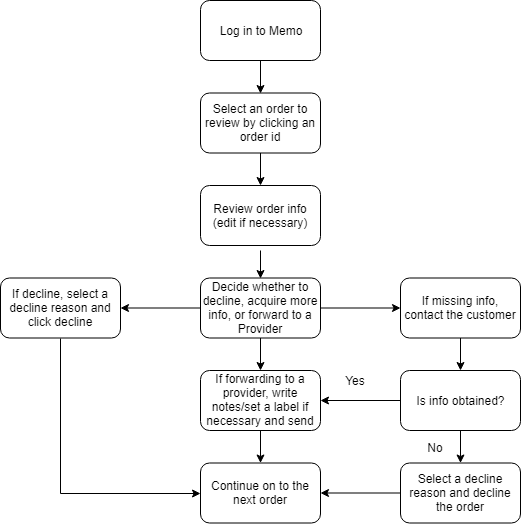 Log in to Memo
Select an order to
review by clicking an
order id
Review order info
(edit if necessary)
If decline, select a
decline reason and
click decline
Decide whether to
decline, acquire more
info, or forward to a
Provider
If missing info,
contact the customer
If forwarding to a
provider, write
notes/set a label if
necessary and send
Yes
Is info obtained?
No
Continue on to the
next order
Select a decline
reason and decline
the order